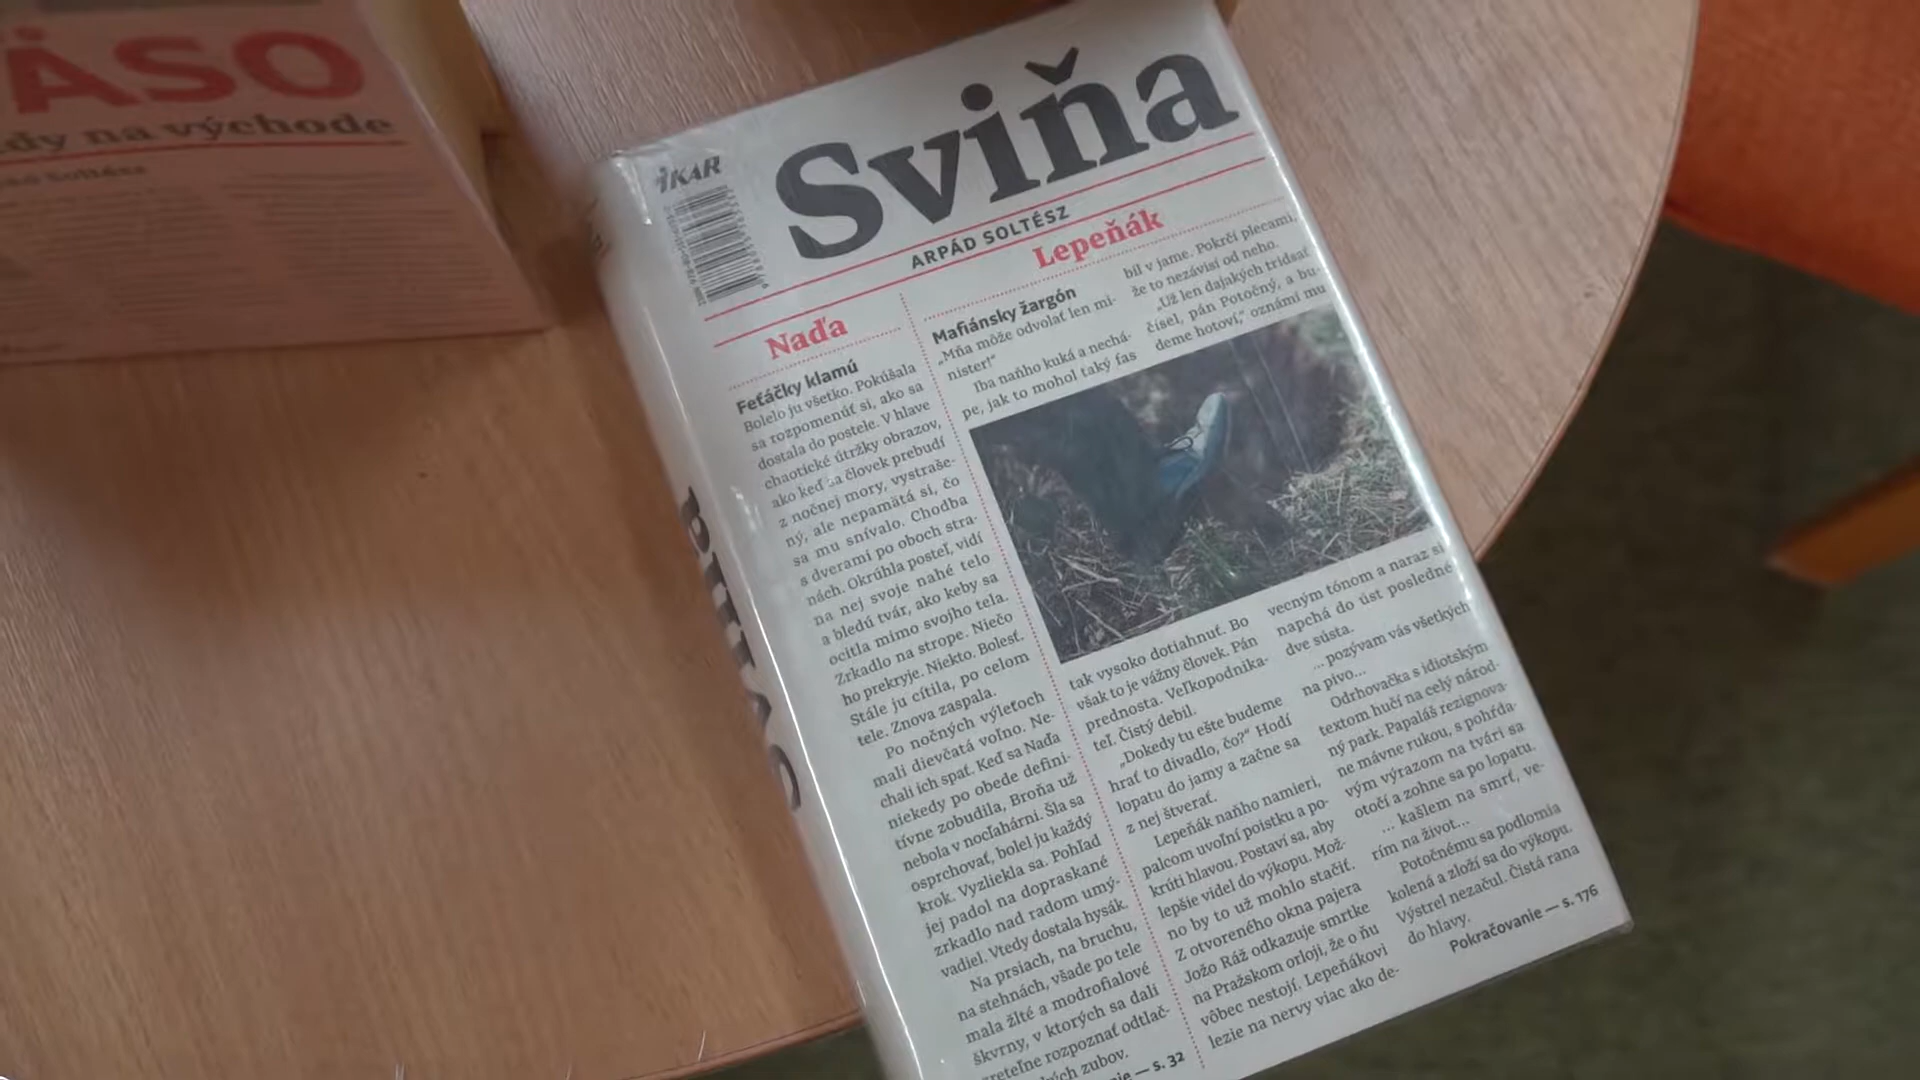 ÄSO
dy na východe
Soltész
IKAR
Sviňa
ARPÁD SOLTÉSZ
Naďa
Feťáčky klamú
Bolelo ju všetko. Pokúšala
sa rozpomenúť si, ako sa
dostala do postele. V hlave
chaotické útržky obrazov,
ako keď sa človek prebudí
z nočnej mory, vystraše-
ný, ale nepamätá si, čo
sa mu snívalo. Chodba
s dverami po oboch stra-
nách. Okrúhla posteľ, vidí
na nej svoje nahé telo
a bledú tvár, ako keby sa
ocitla mimo svojho tela.
Zrkadlo na strope. Niečo
ho prekryje. Niekto. Bolesť.
Stále ju cítila, po celom
tele. Znova zaspala.
Po nočných výletoch
mali dievčatá voľno. Ne-
chali ich spať. Keď sa Naďa
niekedy po obede defini-
tívne zobudila, Broňa už
nebola v nocľahárni. Šla sa
osprchovať, bolel ju každý
krok. Vyzliekla sa. Pohľad
jej padol na dopraskané
zrkadlo nad radom umý-
vadiel. Vtedy dostala hysák.
Na prsiach, na bruchu,
na stehnách, všade po tele
mala žlté a modrofialové
škvrny, v ktorých sa dali
zreteľne rozpoznať odtlač-
zubov.
— s. 32
Lepeňák
Mafiánsky žargón
„Mňa môže odvolať len mi-
nister!“
Iba naňho kuká a nechá-
pe, jak to mohol taký fas
tak vysoko dotiahnuť. Bo
však to je vážny človek. Pán
prednosta. Veľkopodnika-
teľ. Čistý debil.
„Dokedy tu ešte budeme
hrať to divadlo, čo?“ Hodí
lopatu do jamy a začne sa
z nej štverať.
Lepeňák naňho namieri,
palcom uvoľní poistku a po-
krúti hlavou. Postaví sa, aby
lepšie videl do výkopu. Mož-
no by to už mohlo stačiť.
Z otvoreného okna pajera
Jožo Ráž odkazuje smrtke
na Pražskom orloji, že o ňu
vôbec nestojí. Lepeňákovi
lezie na nervy viac ako de-
bil v jame. Pokrčí plecami,
že to nezávisí od neho.
„Už len dajakých tridsať
čísel, pán Potočný, a bu-
deme hotoví,“ oznámi mu
vecným tónom a naraz si
napchá do úst posledné
dve sústa.
... pozývam vás všetkých
na pivo...
Odrhovačka s idiotským
textom hučí na celý národ-
ný park. Papaláš rezignova-
ne mávne rukou, s pohŕda-
vým výrazom na tvári sa
otočí a zohne sa po lopatu.
... kašlem na smrť, ve-
rím na život...
Potočnému sa podlomia
kolená a zloží sa do výkopu.
Výstrel nezačul. Čistá rana
do hlavy.
Pokračovanie — s. 176